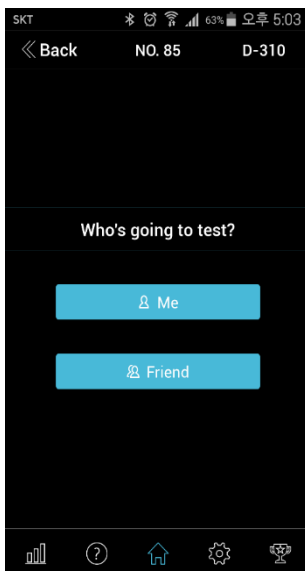 SKT 63% 오후 5:03
Back NO. 85 D-310
Who's going to test?
Me
Friend